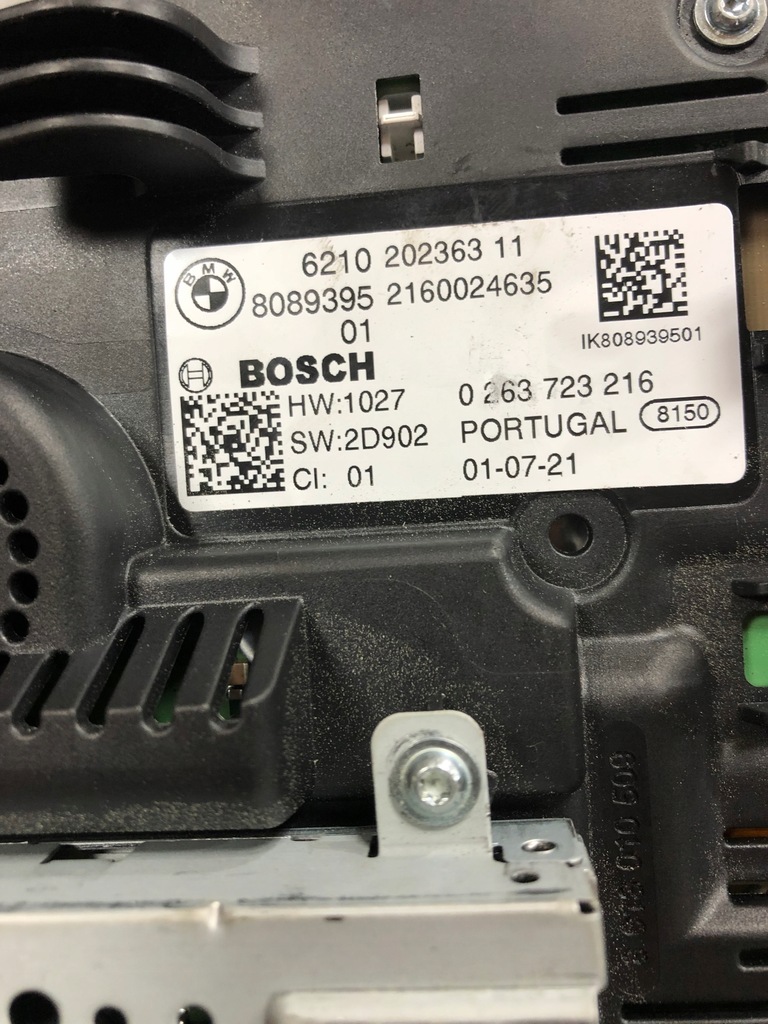 BMW
6210 202363 11
8089395 2160024635
01
IK808939501
BOSCH
HW:1027 0 263 723 216
SW:2D902 PORTUGAL 8150
CI: 01 01-07-21